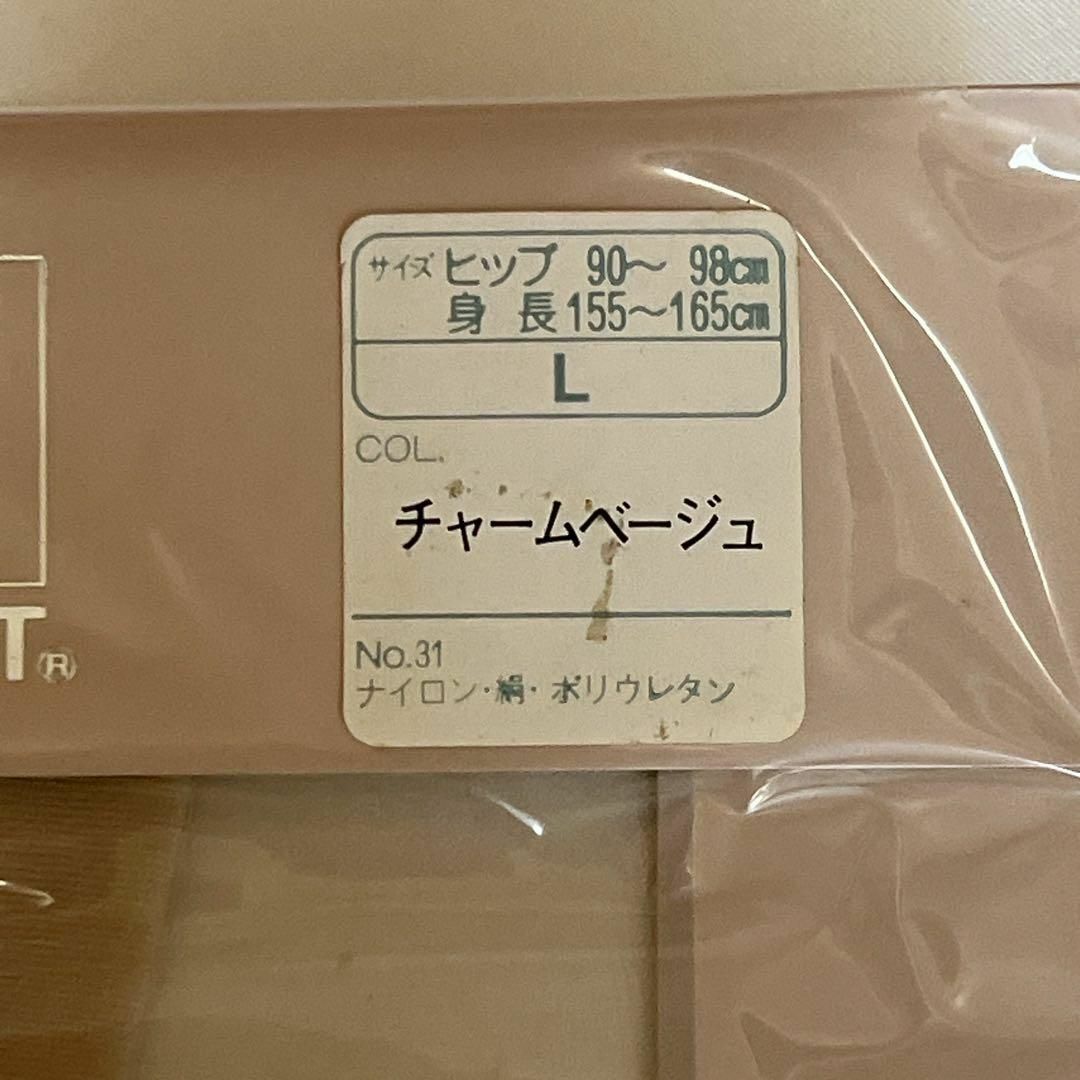 サイズ ヒップ 90〜 98cm
身 長 155〜165cm
L
COL.
チャームベージュ
No.31
ナイロン・絹・ポリウレタン
T®